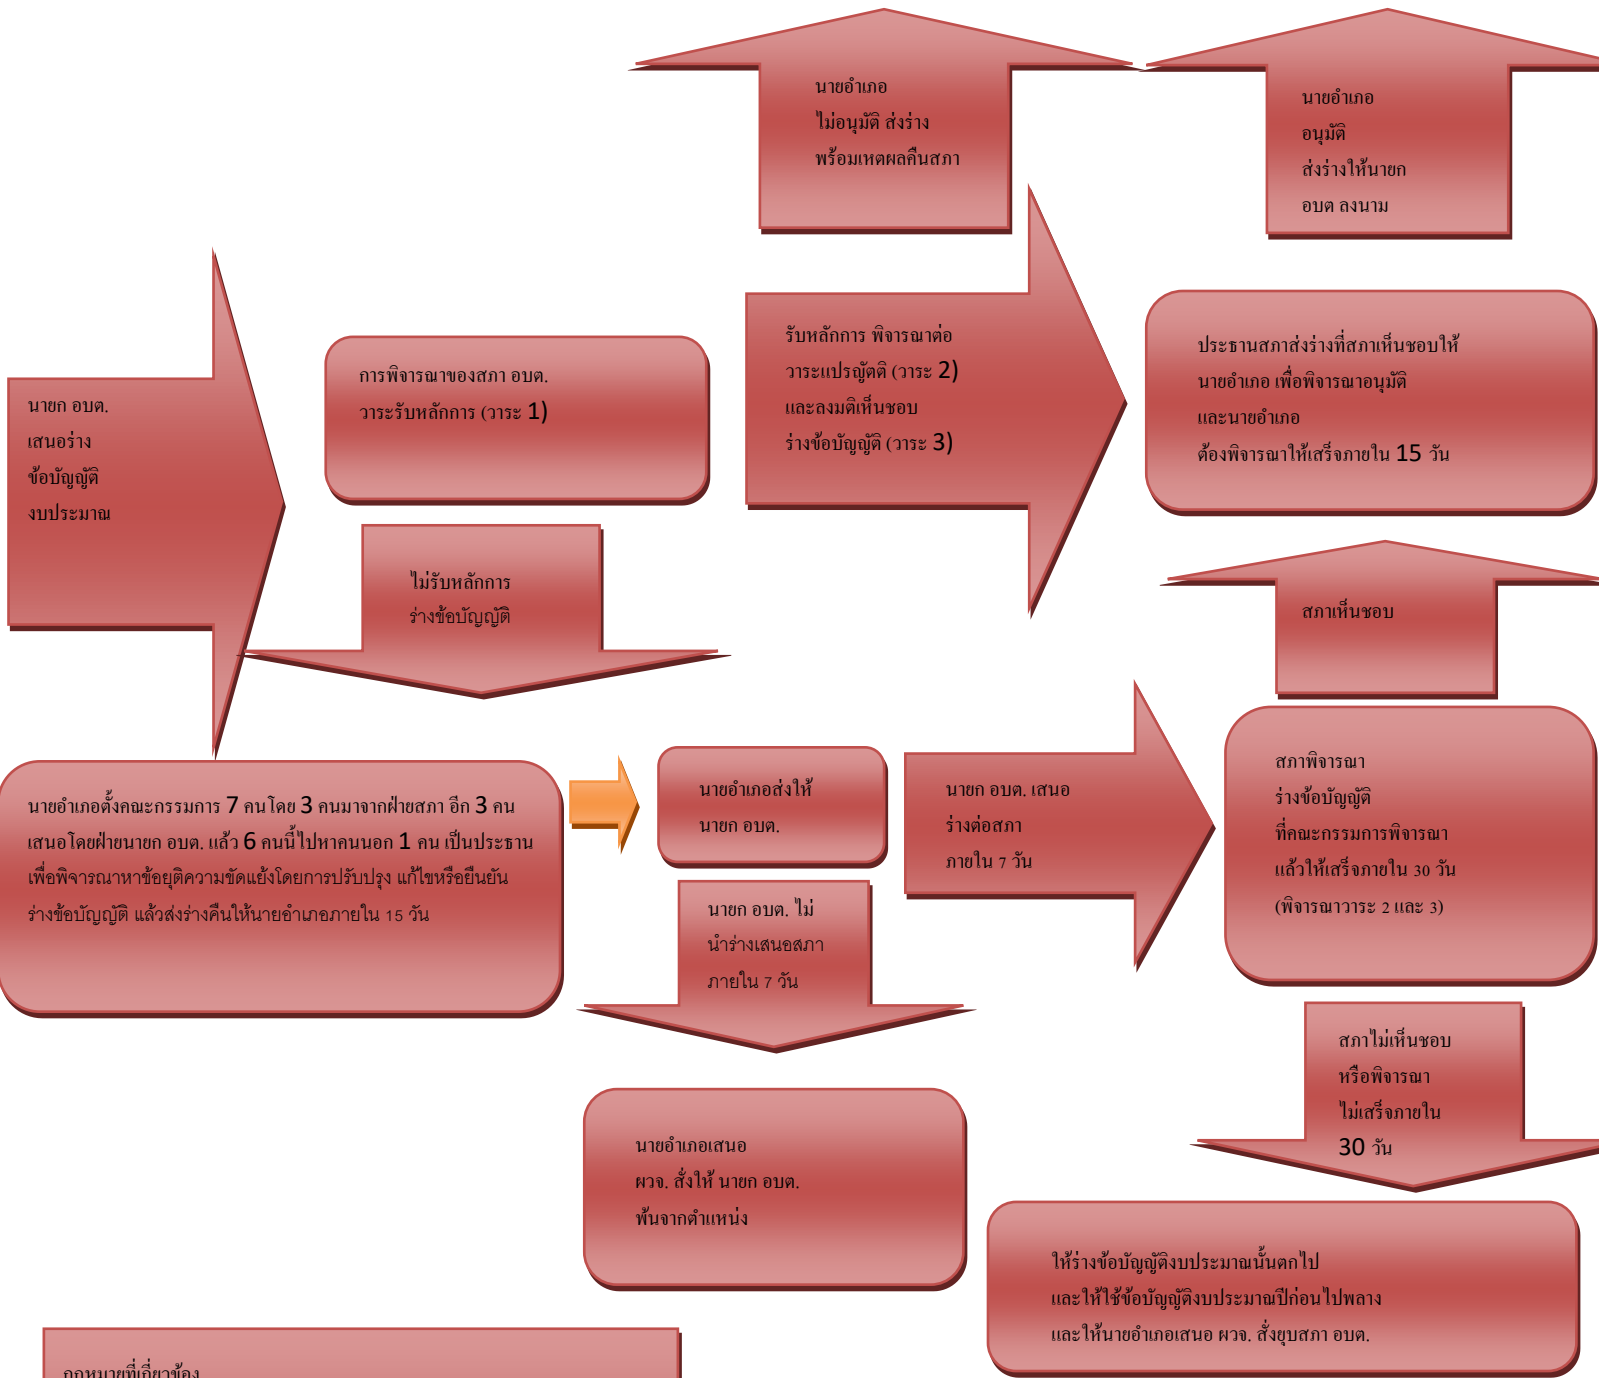 นายอำเภอ
ไม่อนุมัติ ส่งร่าง
พร้อมเหตผลคืนสภา
นายอำเภอ
อนุมัติ
ส่งร่างให้นายก
อบต ลงนาม
นายก อบต.
เสนอร่าง
ข้อบัญญัติ
งบประมาณ
การพิจารณาของสภา อบต.
วาระรับหลักการ (วาระ 1)
รับหลักการ พิจารณาต่อ
วาระแปรญัตติ (วาระ 2)
และลงมติเห็นชอบ
ร่างข้อบัญญัติ (วาระ 3)
ประธานสภาส่งร่างที่สภาเห็นชอบให้
นายอำเภอ เพื่อพิจารณาอนุมัติ
และนายอำเภอ
ต้องพิจารณาให้เสร็จภายใน 15 วัน
ไม่รับหลักการ
ร่างข้อบัญญัติ
สภาเห็นชอบ
นายอำเภอตั้งคณะกรรมการ 7 คนโดย 3 คนมาจากฝ่ายสภา อีก 3 คน
เสนอโดยฝ่ายนายก อบต. แล้ว 6 คนนี้ไปหาคนนอก 1 คน เป็นประธาน
เพื่อพิจารณาหาข้อยุติความขัดแย้งโดยการปรับปรุง แก้ไขหรือยืนยัน
ร่างข้อบัญญัติ แล้วส่งร่างคืนให้นายอำเภอภายใน 15 วัน
นายอำเภอส่งให้
นายก อบต.
นายก อบต. เสนอ
ร่างต่อสภา
ภายใน 7 วัน
สภาพิจารณา
ร่างข้อบัญญัติ
ที่คณะกรรมการพิจารณา
แล้วให้เสร็จภายใน 30 วัน
(พิจารณาวาระ 2 และ 3)
นายก อบต. ไม่
นำร่างเสนอสภา
ภายใน 7 วัน
สภาไม่เห็นชอบ
หรือพิจารณา
ไม่เสร็จภายใน
30 วัน
นายอำเภอเสนอ
ผวจ. สั่งให้ นายก อบต.
พ้นจากตำแหน่ง
ให้ร่างข้อบัญญัติงบประมาณนั้นตกไป
และให้ใช้ข้อบัญญัติงบประมาณปีก่อนไปพลาง
และให้นายอำเภอเสนอ ผวจ. สั่งยุบสภา อบต.
กฎหมายที่เกี่ยวข้อง